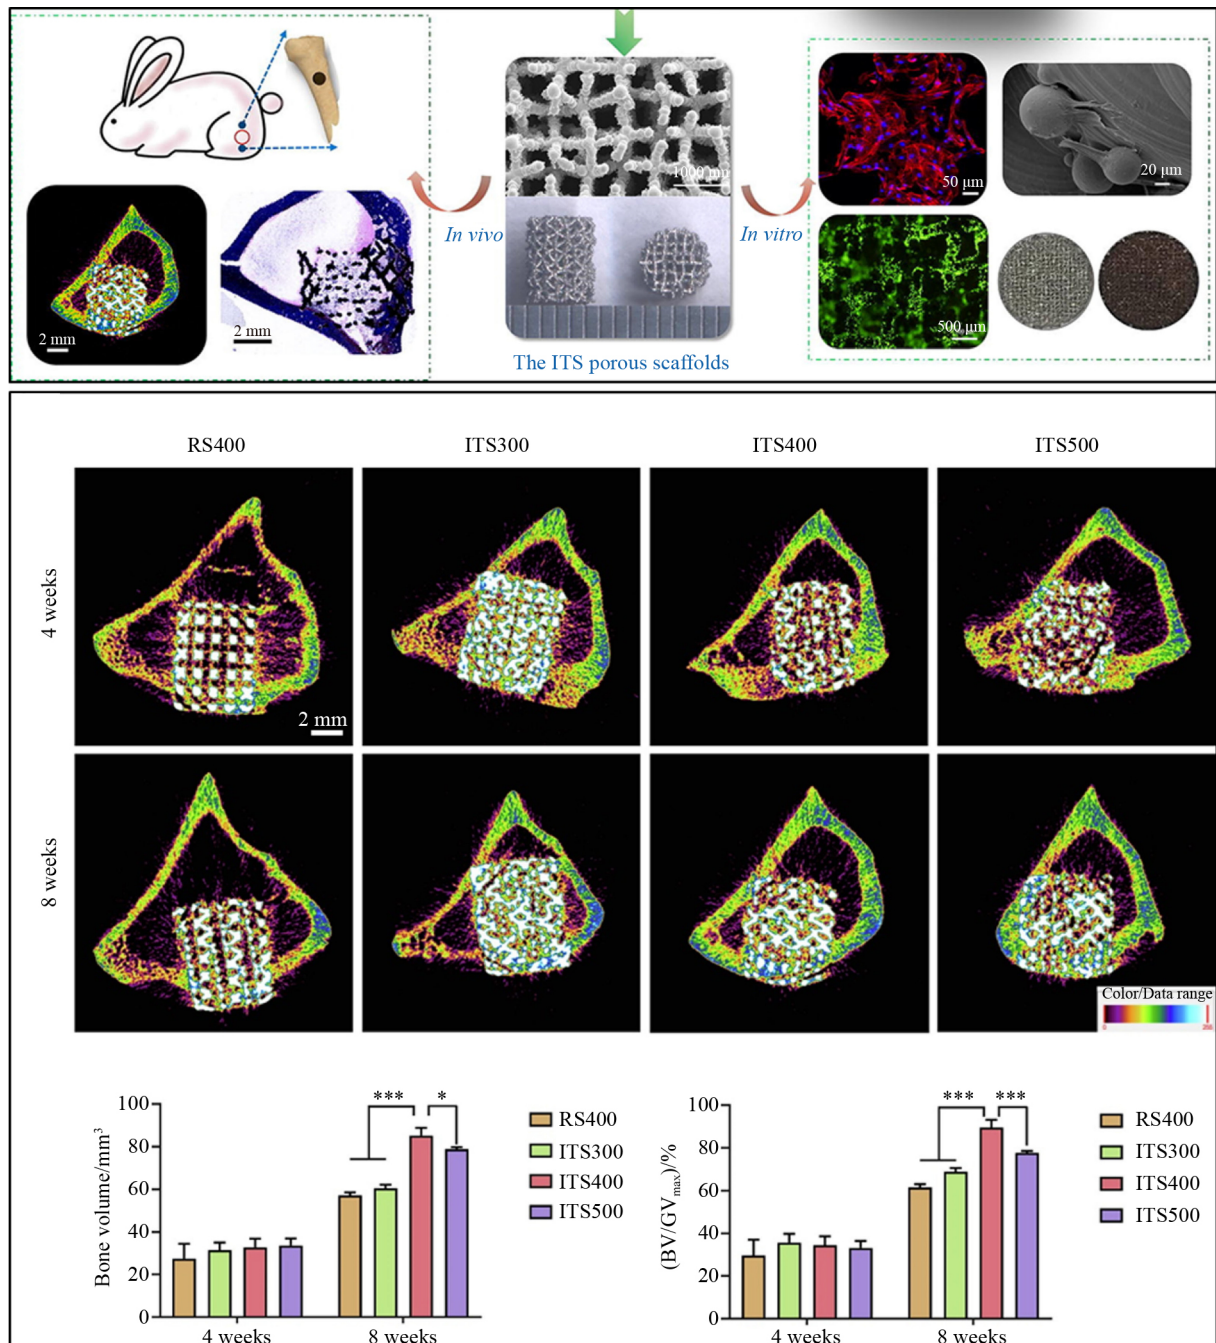 1000 mμ
50 μm
20 μm
In vivo
In vitro
2 mm
2 mm
500 μm
The ITS porous scaffolds
RS400
ITS300
ITS400
ITS500
4 weeks
2 mm
8 weeks
Color/Data range
0
Bone volume/mm³
100
80
60
40
20
0
***
*
4 weeks
8 weeks
RS400
ITS300
ITS400
ITS500
(BV/GVmax)/%
100
80
60
40
20
0
***
***
4 weeks
8 weeks
RS400
ITS300
ITS400
ITS500